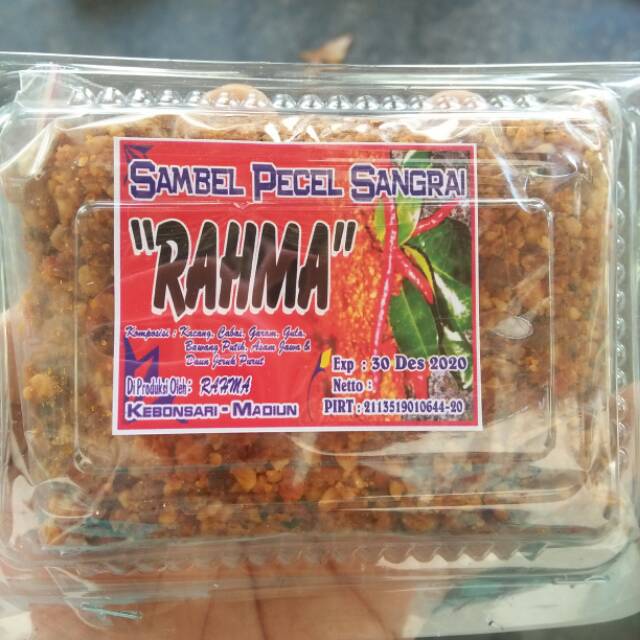 SAMBEL PECEL SANGRAI
"RAHMA"
Komposisi : Kacang, Cabai, Garam, Gula,
Bawang Putih, Asam Jawa &
Daun Jeruk Purut
Exp : 30 Des 2020
Di Produksi Oleh : RAHMA
Netto :
KEBONSARI - MADIUN
PIRT : 2113519010644-20